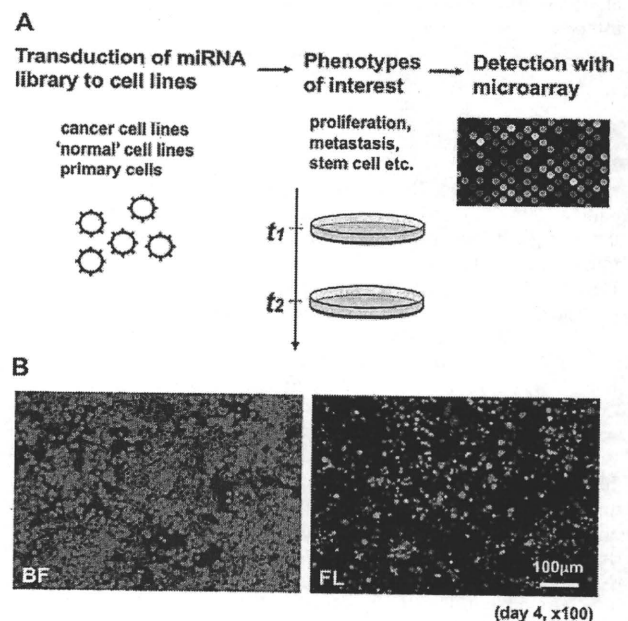 A
Transduction of miRNA
library to cell lines
Phenotypes
of interest
Detection with
microarray
cancer cell lines
'normal' cell lines
primary cells
proliferation,
metastasis,
stem cell etc.
t1
t2
B
BF
FL
100μm
(day 4, x100)